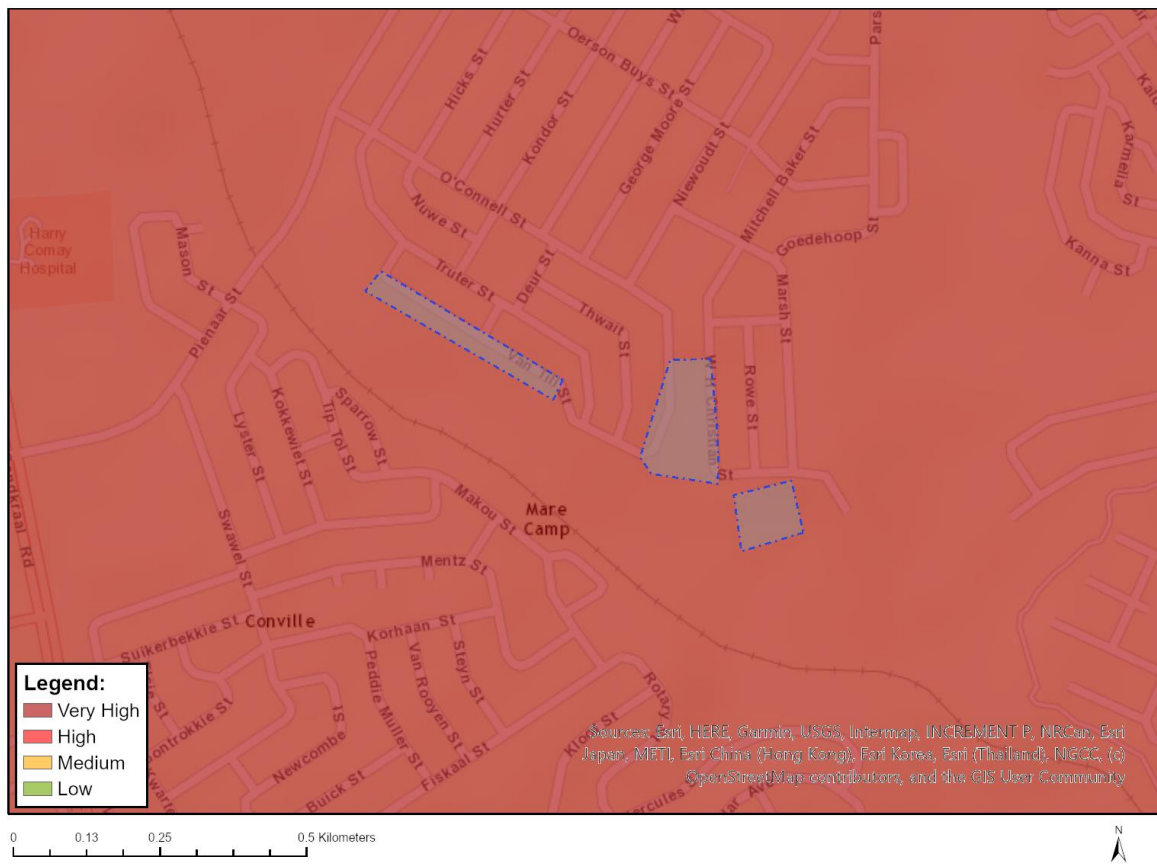 Hicks St
Hurter St
Kondor St
Oerson Buys St
George Moore St
Niewoudt St
Mitchell Baker St
Goedehoop St
Karmelia St
Kanna St
O'Connell St
Nuwe St
Truter St
Deur St
Thwait St
Marsh St
Rowe St
W H Christian St
Harry
Comay
Hospital
Mason St
Pienaar St
Sparrow St
Tip Tol St
Kokkewiet St
Lyster St
Swawel St
Makou St
Mare
Camp
Mentz St
Conville
Suikerbekkie St
Korhaan St
Steyn St
Van Rooyen St
Peddie Muller St
Newcombe St
Buick St
Fiskaal St
Rotary
Legend:
Very High
High
Medium
Low
Sources: Esri, HERE, Garmin, USGS, Intermap, INCREMENT P, NRCan, Esri
Japan, METI, Esri China (Hong Kong), Esri Korea, Esri (Thailand), NGCC, (c)
OpenStreetMap contributors, and the GIS User Community
0 0.13 0.25 0.5 Kilometers
N